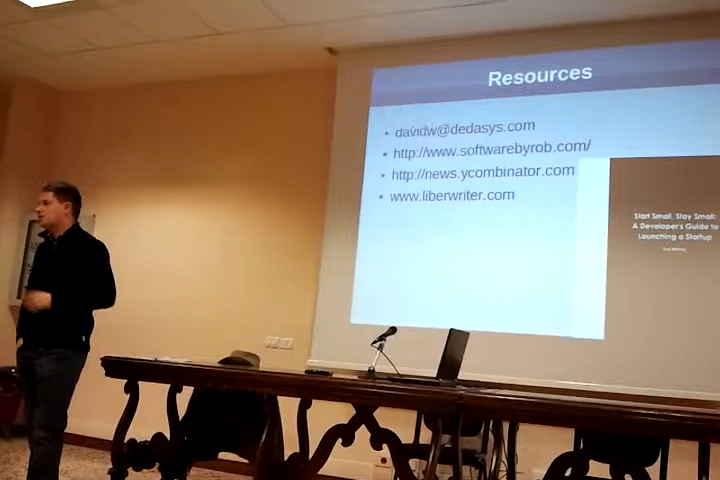 Resources
davidw@dedasys.com
http://www.softwarebyrob.com/
http://news.ycombinator.com
www.liberwriter.com
Start Small, Stay Small:
A Developer's Guide to
Launching a Startup